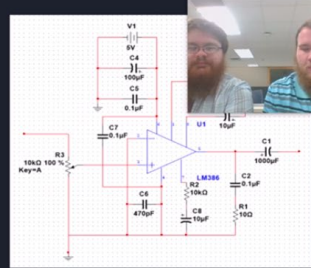 V1
5V
C4
100µF
C5
0.1µF
C7
0.1µF
U1
10µF
C1
1000µF
R3
10kΩ 100 %
Key=A
LM386
R2
10kΩ
C2
0.1µF
C6
470pF
C8
10µF
R1
10Ω